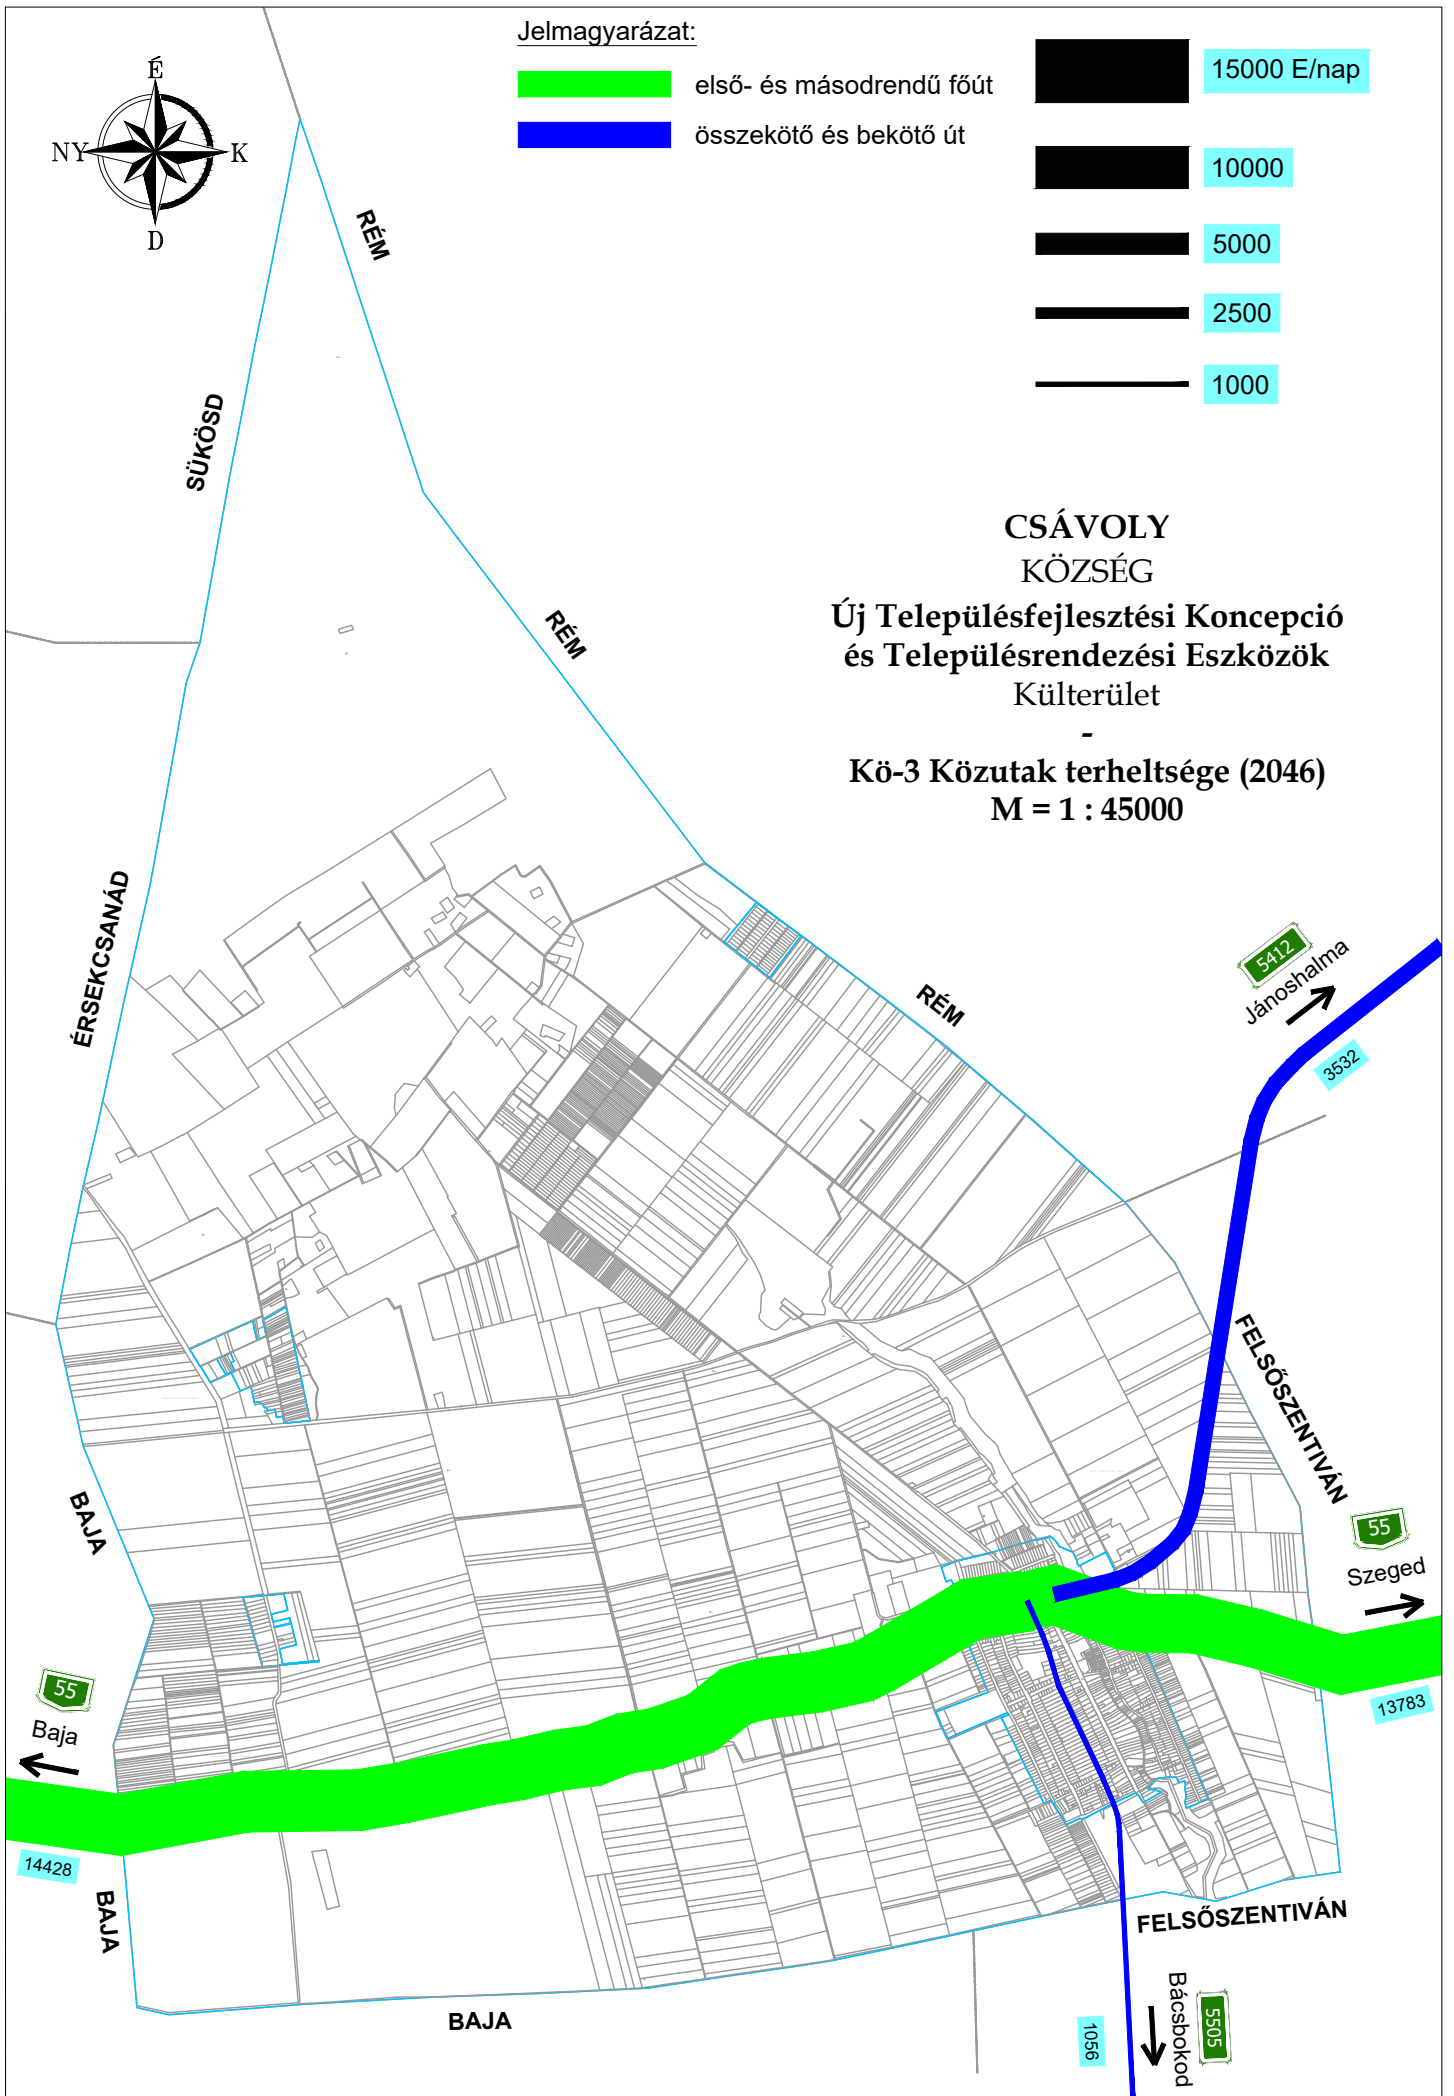 Jelmagyarázat:
első- és másodrendű főút
összekötő és bekötő út
15000 E/nap
10000
5000
2500
1000
É
NY
K
D
RÉM
SÜKÖSD
CSÁVOLY
KÖZSÉG
Új Településfejlesztési Koncepció
és Településrendezési Eszközök
Külterület
-
Kö-3 Közutak terheltsége (2046)
M = 1 : 45000
RÉM
ÉRSEKCSANÁD
RÉM
5412
Jánoshalma
3532
FELSŐSZENTIVÁN
BAJA
55
Szeged
13783
55
Baja
14428
BAJA
FELSŐSZENTIVÁN
BAJA
Bácsbokod
5505
1056